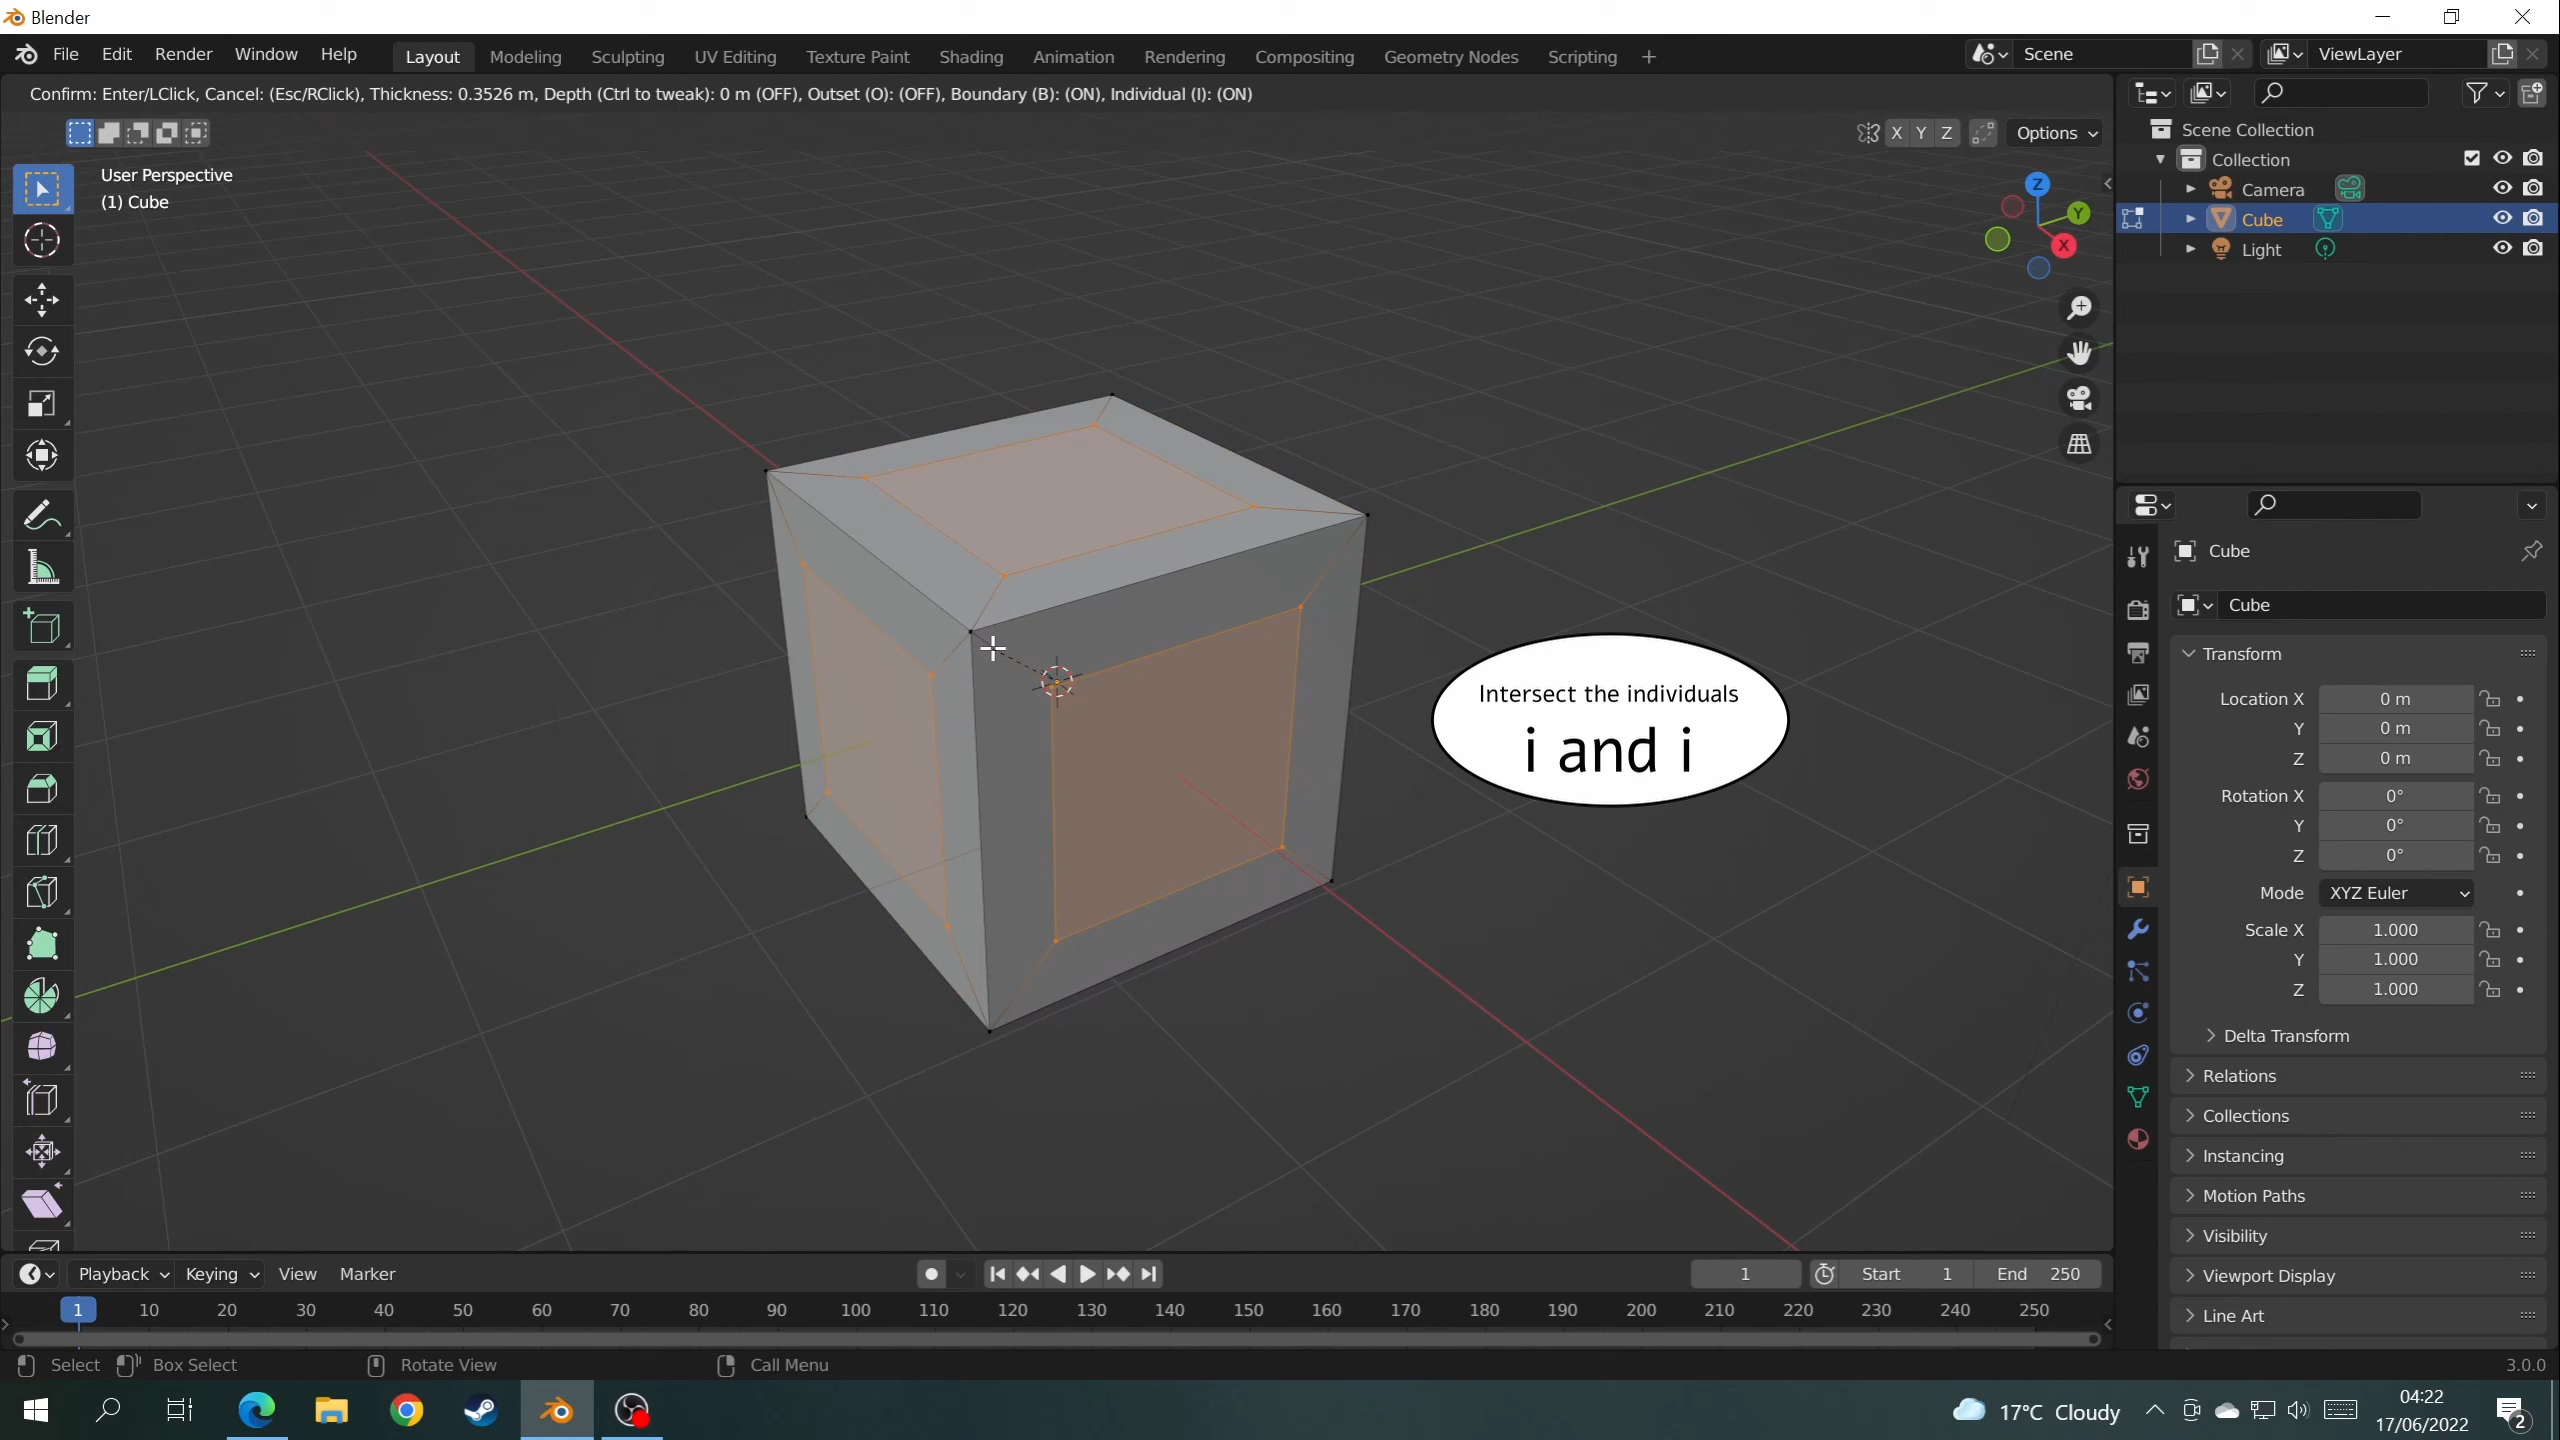 Blender
File Edit Render Window Help Layout Modeling Sculpting UV Editing Texture Paint Shading Animation Rendering Compositing Geometry Nodes Scripting + Scene ViewLayer
Confirm: Enter/LClick, Cancel: (Esc/RClick), Thickness: 0.3526 m, Depth (Ctrl to tweak): 0 m (OFF), Outset (O): (OFF), Boundary (B): (ON), Individual (I): (ON)
X Y Z Options
User Perspective
(1) Cube
Z
Y
X
Intersect the individuals
i and i
Scene Collection
Collection
Camera
Cube
Light
Cube
Cube
Transform
Location X 0 m
Y 0 m
Z 0 m
Rotation X 0°
Y 0°
Z 0°
Mode XYZ Euler
Scale X 1.000
Y 1.000
Z 1.000
Delta Transform
Relations
Collections
Instancing
Motion Paths
Visibility
Viewport Display
Line Art
Playback Keying View Marker 1 Start 1 End 250
1 10 20 30 40 50 60 70 80 90 100 110 120 130 140 150 160 170 180 190 200 210 220 230 240 250
Select Box Select Rotate View Call Menu 3.0.0
17°C Cloudy
04:22
17/06/2022
2